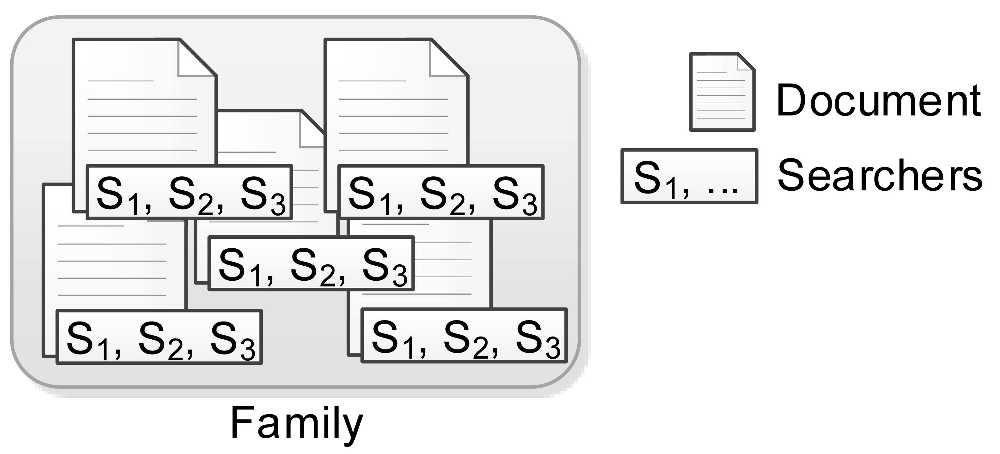 S1, S2, S3
S1, S2, S3
S1, S2, S3
S1, S2, S3
S1, S2, S3
Family
Document
S1, ... Searchers